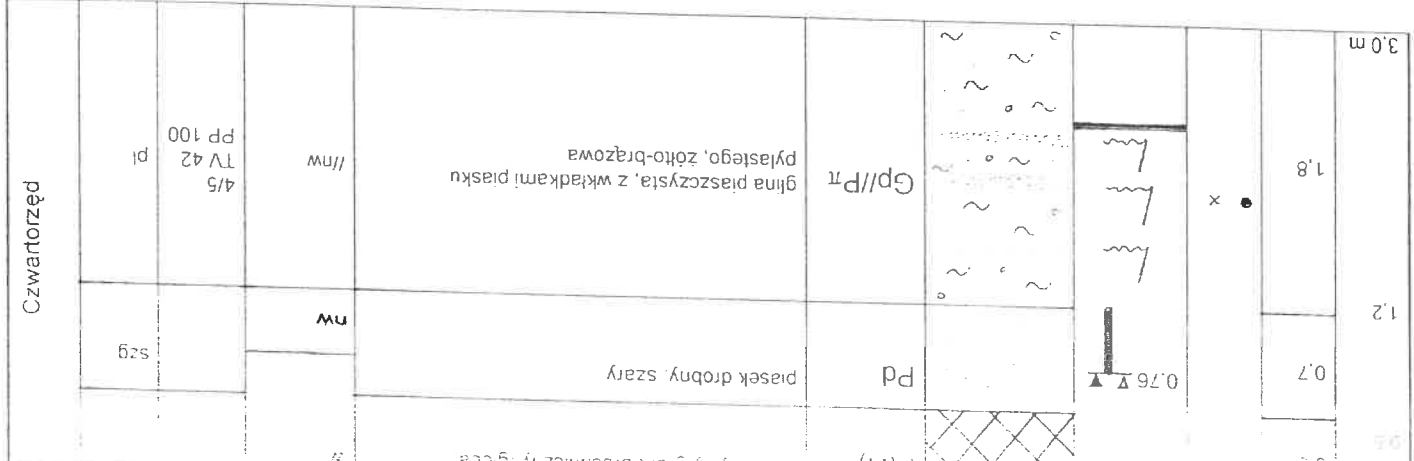 0,7
0.76
Pd
piasek drobny, szary
szg
nw
1,2
1,8
x
Gp//Pπ
glina piaszczysta, z wkładkami piasku
pylastego, żółto-brązowa
//nw
4/5
TV 42
PP 100
pl
3,0 m
Czwartorzęd